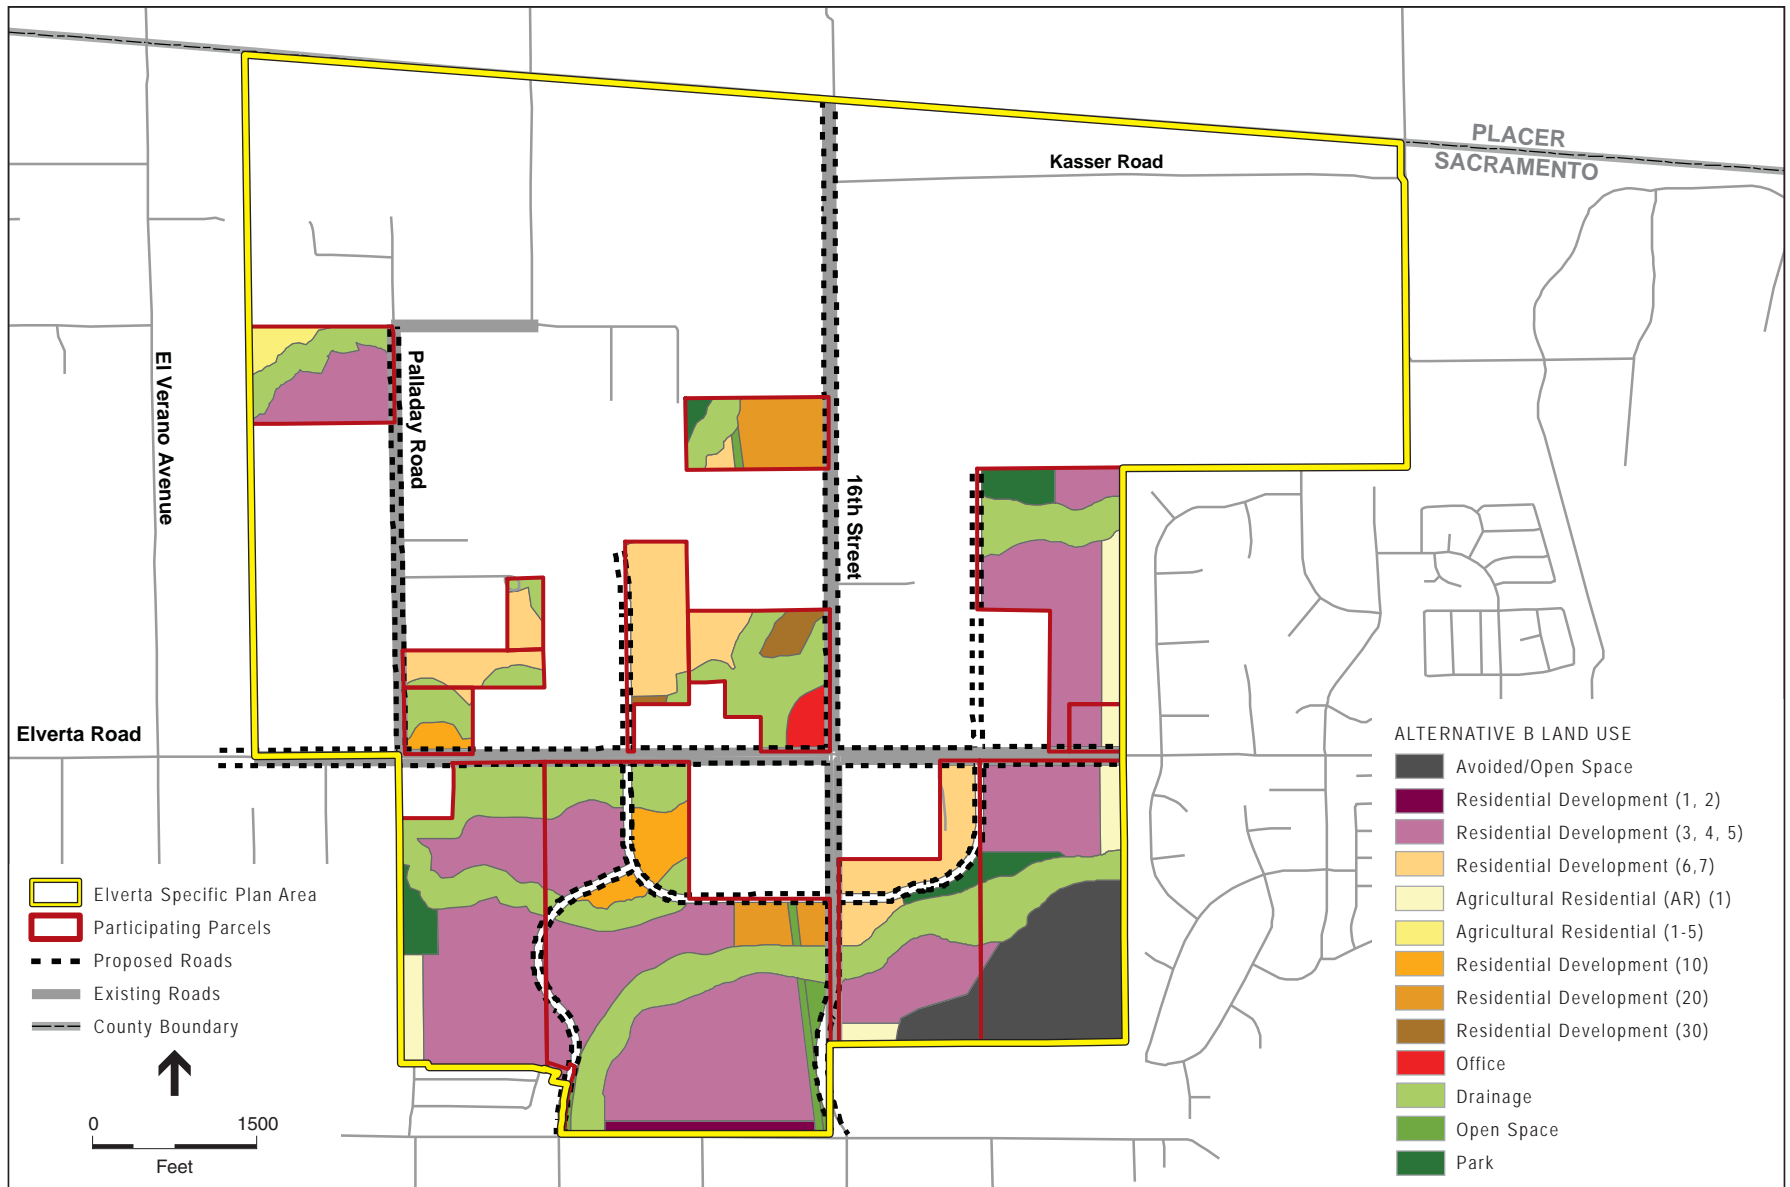 PLACER
SACRAMENTO
Kasser Road
El Verano Avenue
Palladay Road
16th Street
Elverta Road
Elverta Specific Plan Area
Participating Parcels
Proposed Roads
Existing Roads
County Boundary
0 1500
Feet
ALTERNATIVE B LAND USE
Avoided/Open Space
Residential Development (1, 2)
Residential Development (3, 4, 5)
Residential Development (6,7)
Agricultural Residential (AR) (1)
Agricultural Residential (1-5)
Residential Development (10)
Residential Development (20)
Residential Development (30)
Office
Drainage
Open Space
Park